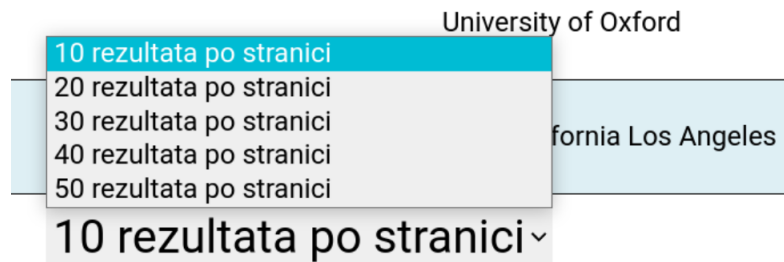 University of Oxford
10 rezultata po stranici
20 rezultata po stranici
30 rezultata po stranici
fornia Los Angeles
40 rezultata po stranici
50 rezultata po stranici
10 rezultata po stranici